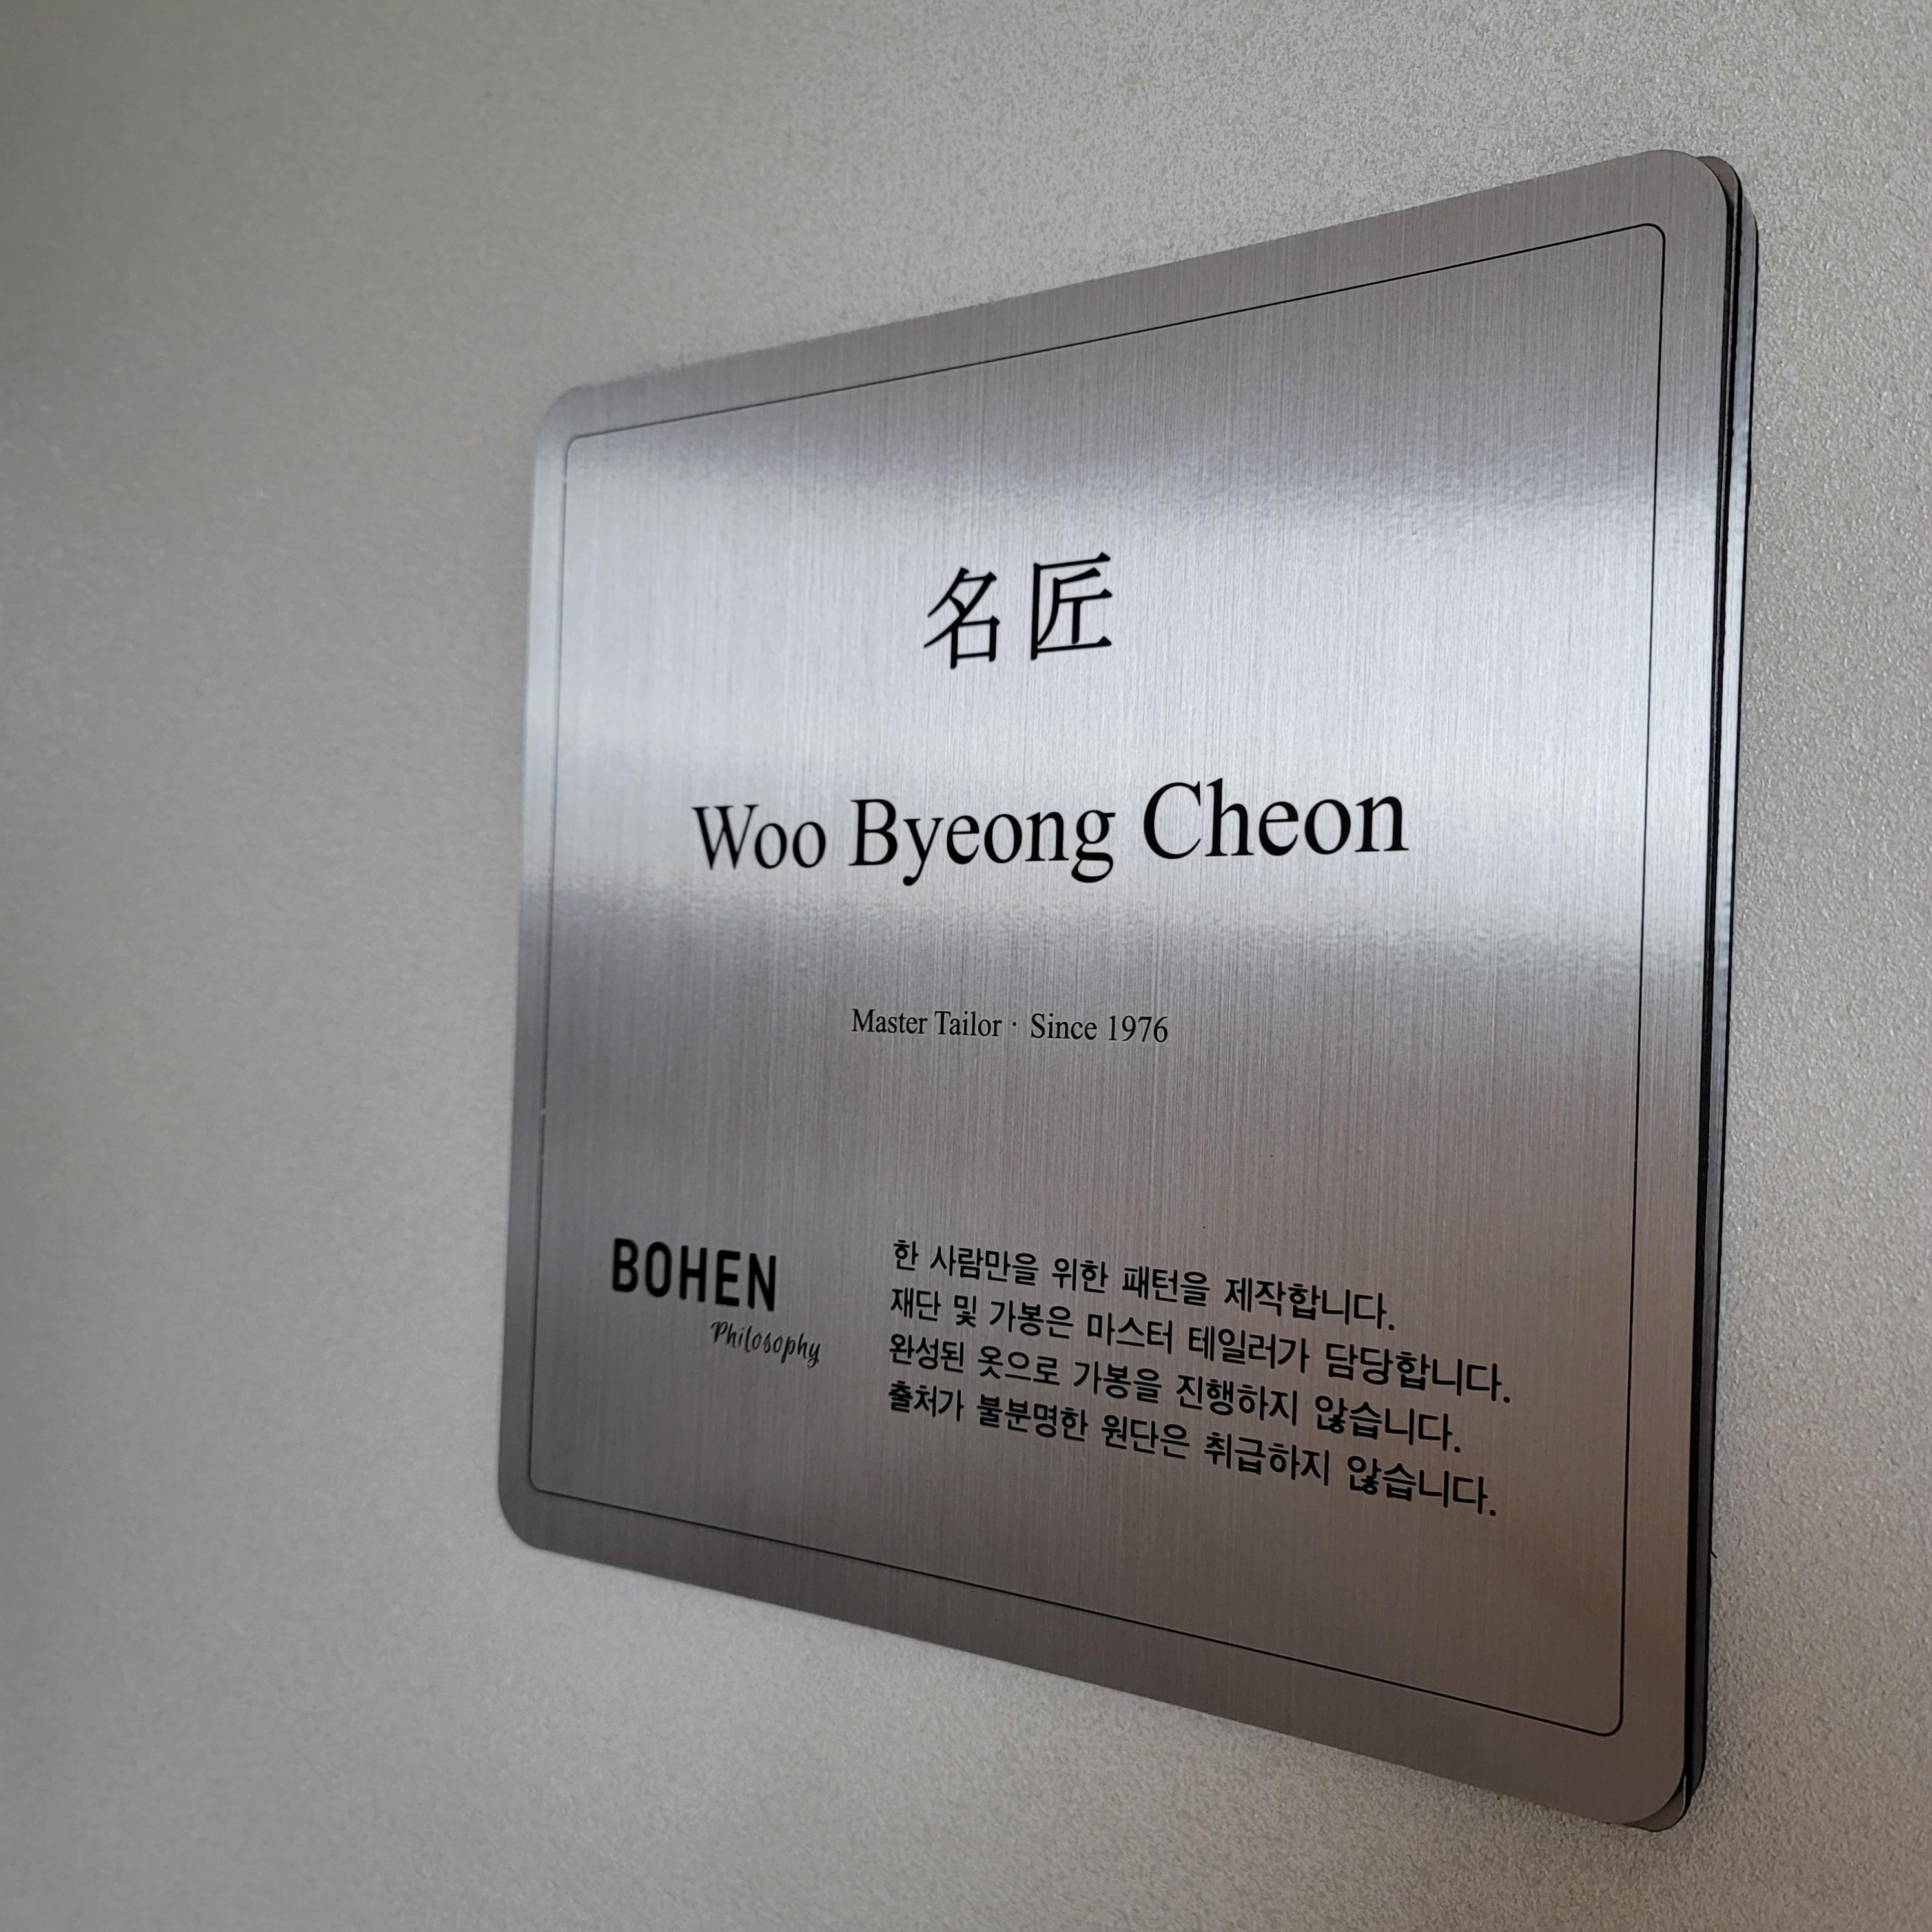 名匠
Woo Byeong Cheon
Master Tailor · Since 1976
BOHEN
Philosophy
한 사람만을 위한 패턴을 제작합니다.
재단 및 가봉은 마스터 테일러가 담당합니다.
완성된 옷으로 가봉을 진행하지 않습니다.
출처가 불분명한 원단은 취급하지 않습니다.